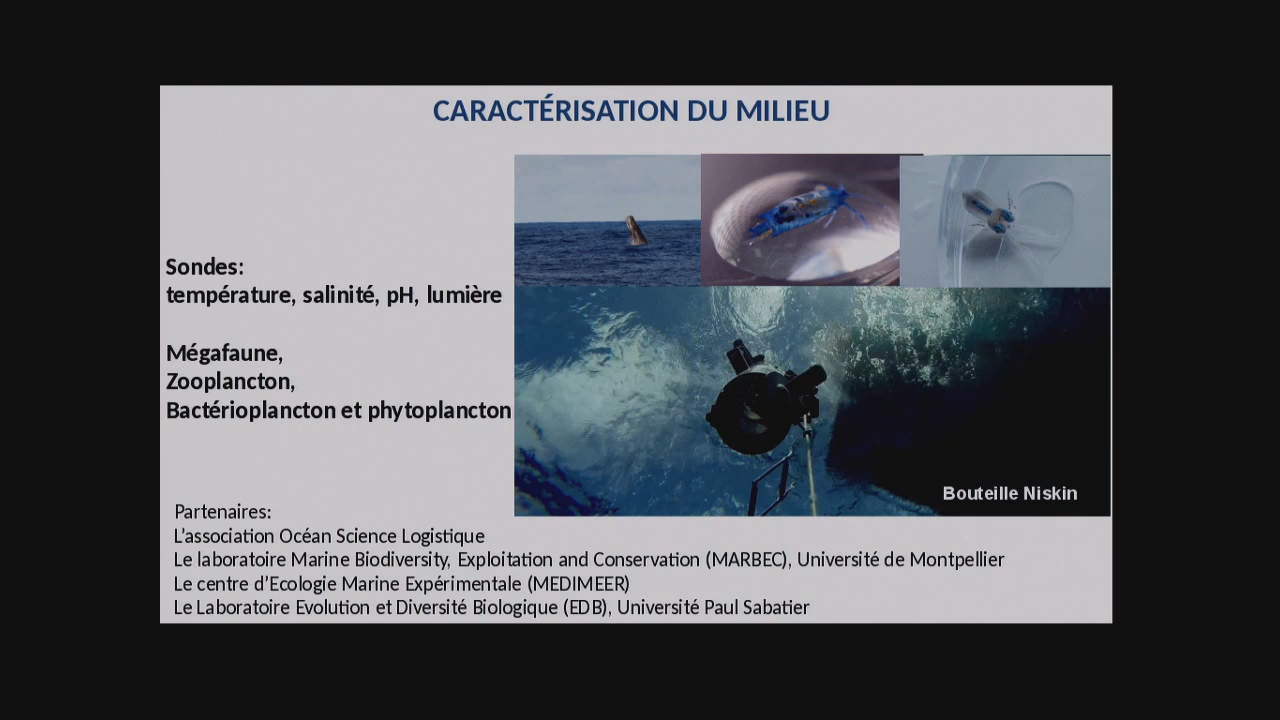 CARACTÉRISATION DU MILIEU
Sondes:
température, salinité, pH, lumière
Mégafaune,
Zooplancton,
Bactérioplancton et phytoplancton
Bouteille Niskin
Partenaires:
L'association Océan Science Logistique
Le laboratoire Marine Biodiversity, Exploitation and Conservation (MARBEC), Université de Montpellier
Le centre d'Ecologie Marine Expérimentale (MEDIMEER)
Le Laboratoire Evolution et Diversité Biologique (EDB), Université Paul Sabatier